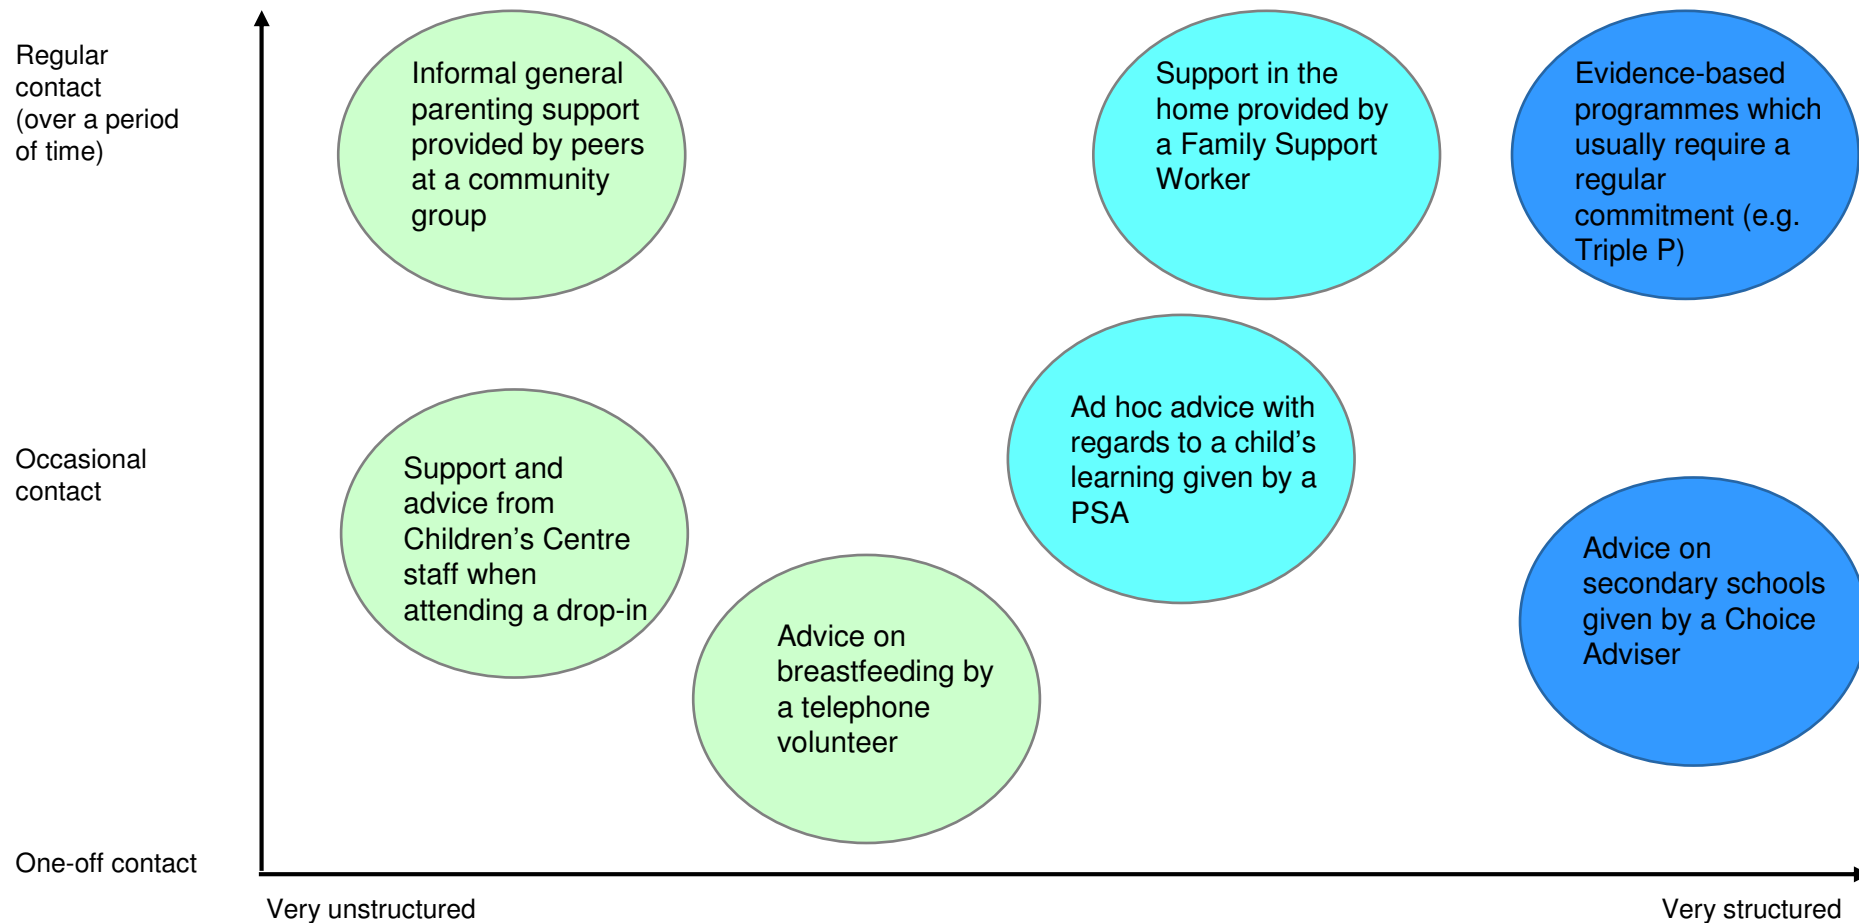 Regular
contact
(over a period
of time)
Informal general
parenting support
provided by peers
at a community
group
Support in the
home provided by
a Family Support
Worker
Evidence-based
programmes which
usually require a
regular
commitment (e.g.
Triple P)
Occasional
contact
Support and
advice from
Children’s Centre
staff when
attending a drop-in
Ad hoc advice with
regards to a child’s
learning given by a
PSA
Advice on
breastfeeding by
a telephone
volunteer
Advice on
secondary schools
given by a Choice
Adviser
One-off contact
Very unstructured
Very structured